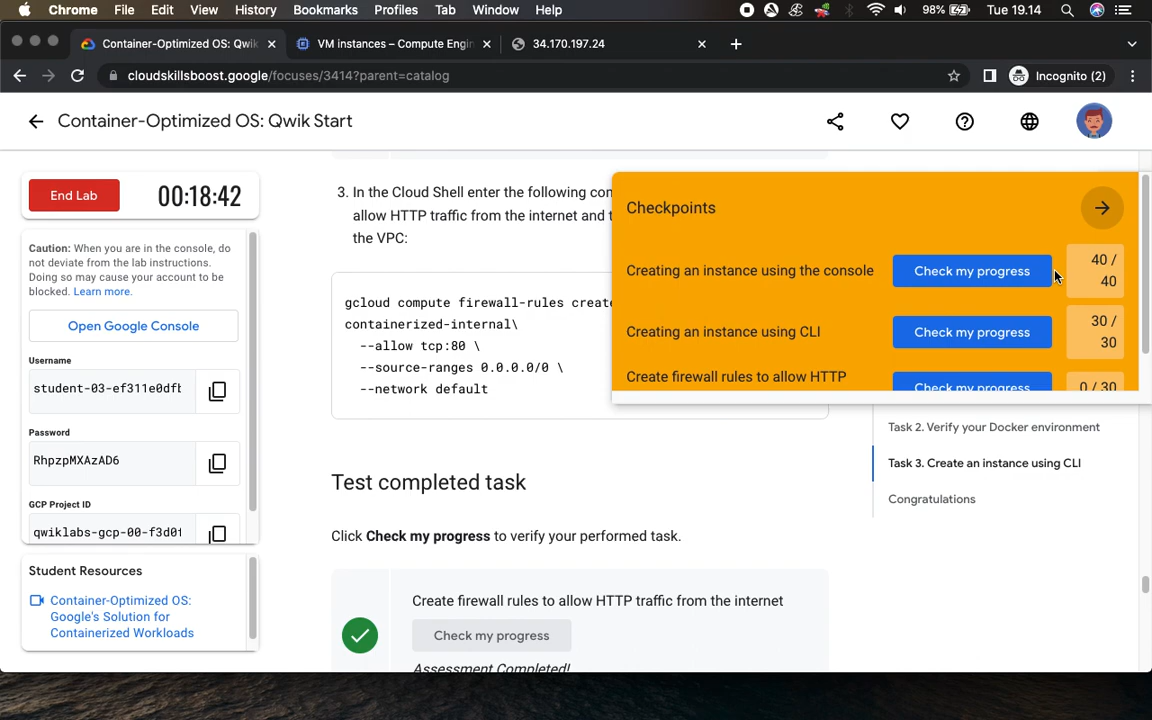 Chrome File Edit View History Bookmarks Profiles Tab Window Help 98% Tue 19.14
Container-Optimized OS: Qwik
VM instances – Compute Engin
34.170.197.24
cloudskillsboost.google/focuses/3414?parent=catalog
Incognito (2)
Container-Optimized OS: Qwik Start
End Lab
00:18:42
Caution: When you are in the console, do
not deviate from the lab instructions.
Doing so may cause your account to be
blocked. Learn more.
Open Google Console
Username
student-03-ef311e0dft
Password
RhpzpMXAzAD6
GCP Project ID
qwiklabs-gcp-00-f3d01
Student Resources
Container-Optimized OS:
Google's Solution for
Containerized Workloads
3. In the Cloud Shell enter the following con
allow HTTP traffic from the internet and t
the VPC:
gcloud compute firewall-rules create
containerized-internal\
--allow tcp:80 \
--source-ranges 0.0.0.0/0 \
--network default
Test completed task
Click Check my progress to verify your performed task.
Create firewall rules to allow HTTP traffic from the internet
Check my progress
Assessment Completed!
Checkpoints
Creating an instance using the console
Check my progress
40 /
40
Creating an instance using CLI
Check my progress
30 /
30
Create firewall rules to allow HTTP
Check my progress
0 / 30
Task 2. Verify your Docker environment
Task 3. Create an instance using CLI
Congratulations